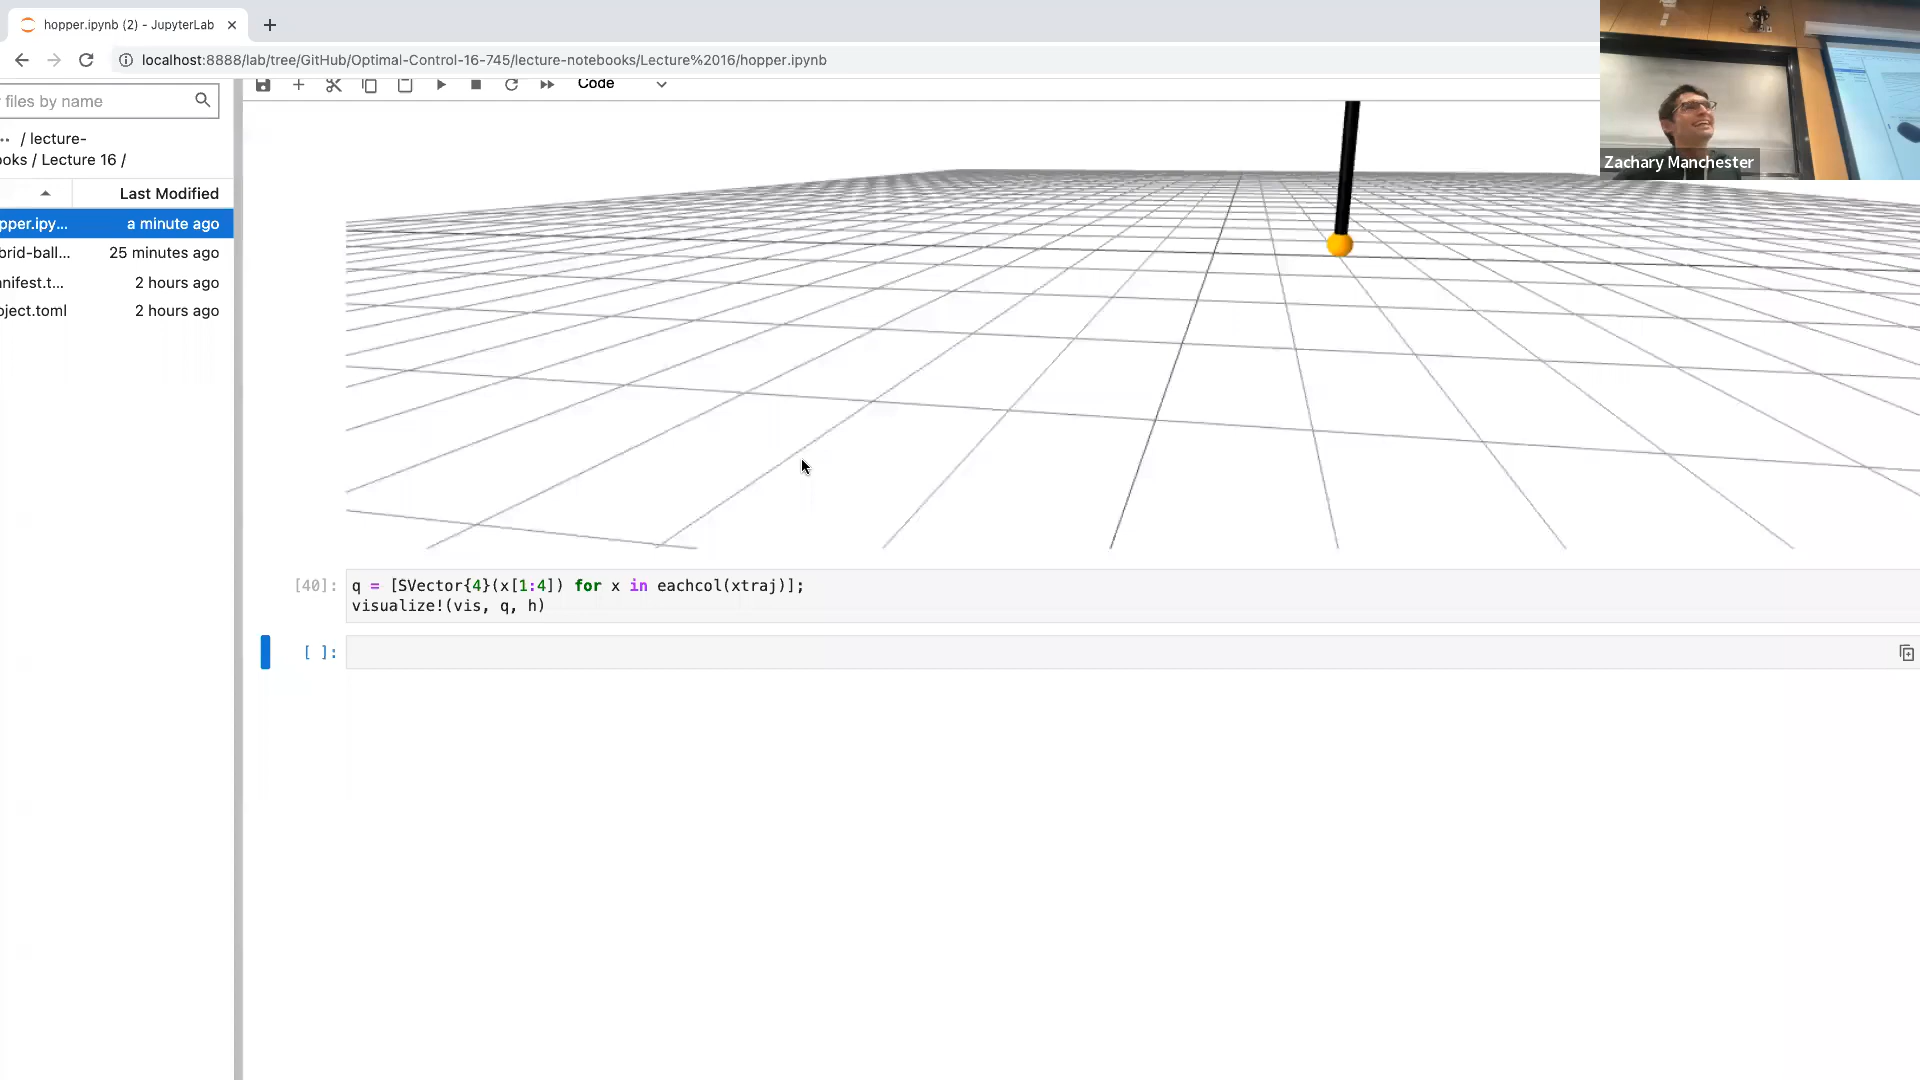 hopper.ipynb (2) - JupyterLab
localhost:8888/lab/tree/GitHub/Optimal-Control-16-745/lecture-notebooks/Lecture%2016/hopper.ipynb
files by name
Code
/ lecture-
ooks / Lecture 16 /
Last Modified
pper.ipy... a minute ago
brid-ball... 25 minutes ago
anifest.t... 2 hours ago
oject.toml 2 hours ago
Zachary Manchester
[40]: q = [SVector{4}(x[1:4]) for x in eachcol(xtraj)];
visualize!(vis, q, h)
[ ]: